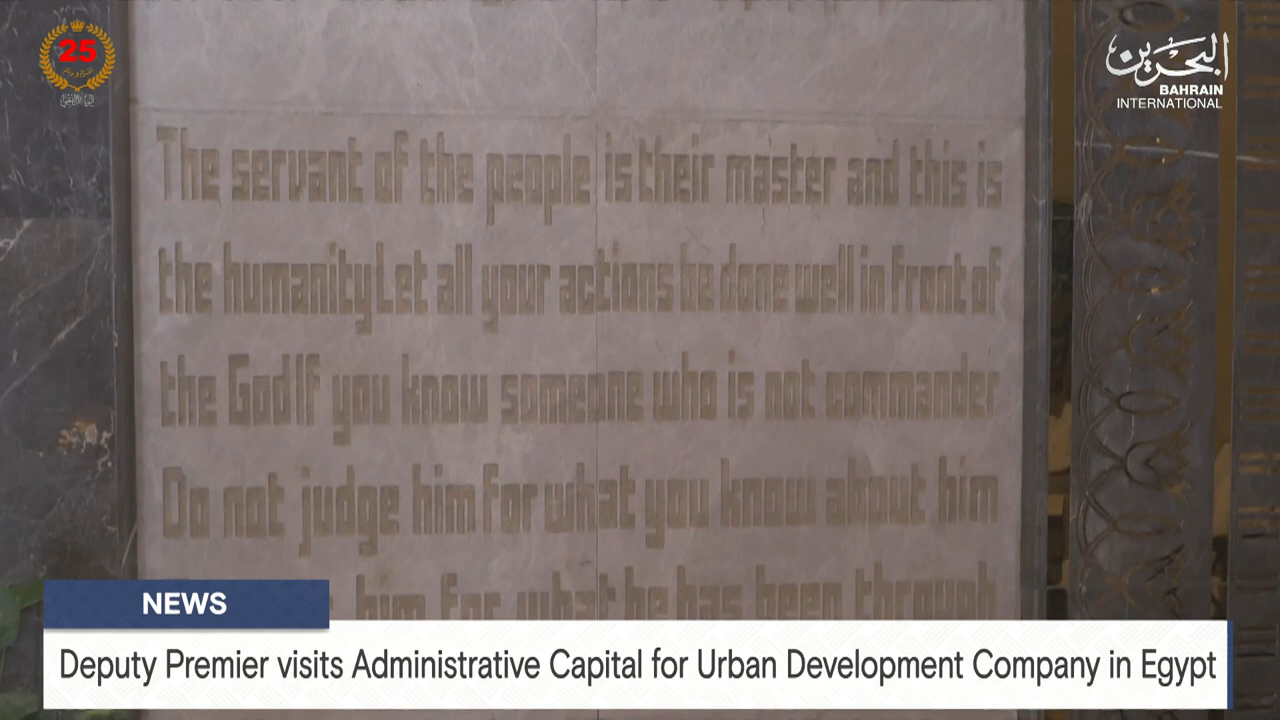 25
البحرين
BAHRAIN
INTERNATIONAL
The servant of the people is their master and this is
the humanity Let all your actions be done well in front of
the God If you know someone who is not commander
Do not judge him for what you know about him
him for what he has been through
NEWS
Deputy Premier visits Administrative Capital for Urban Development Company in Egypt